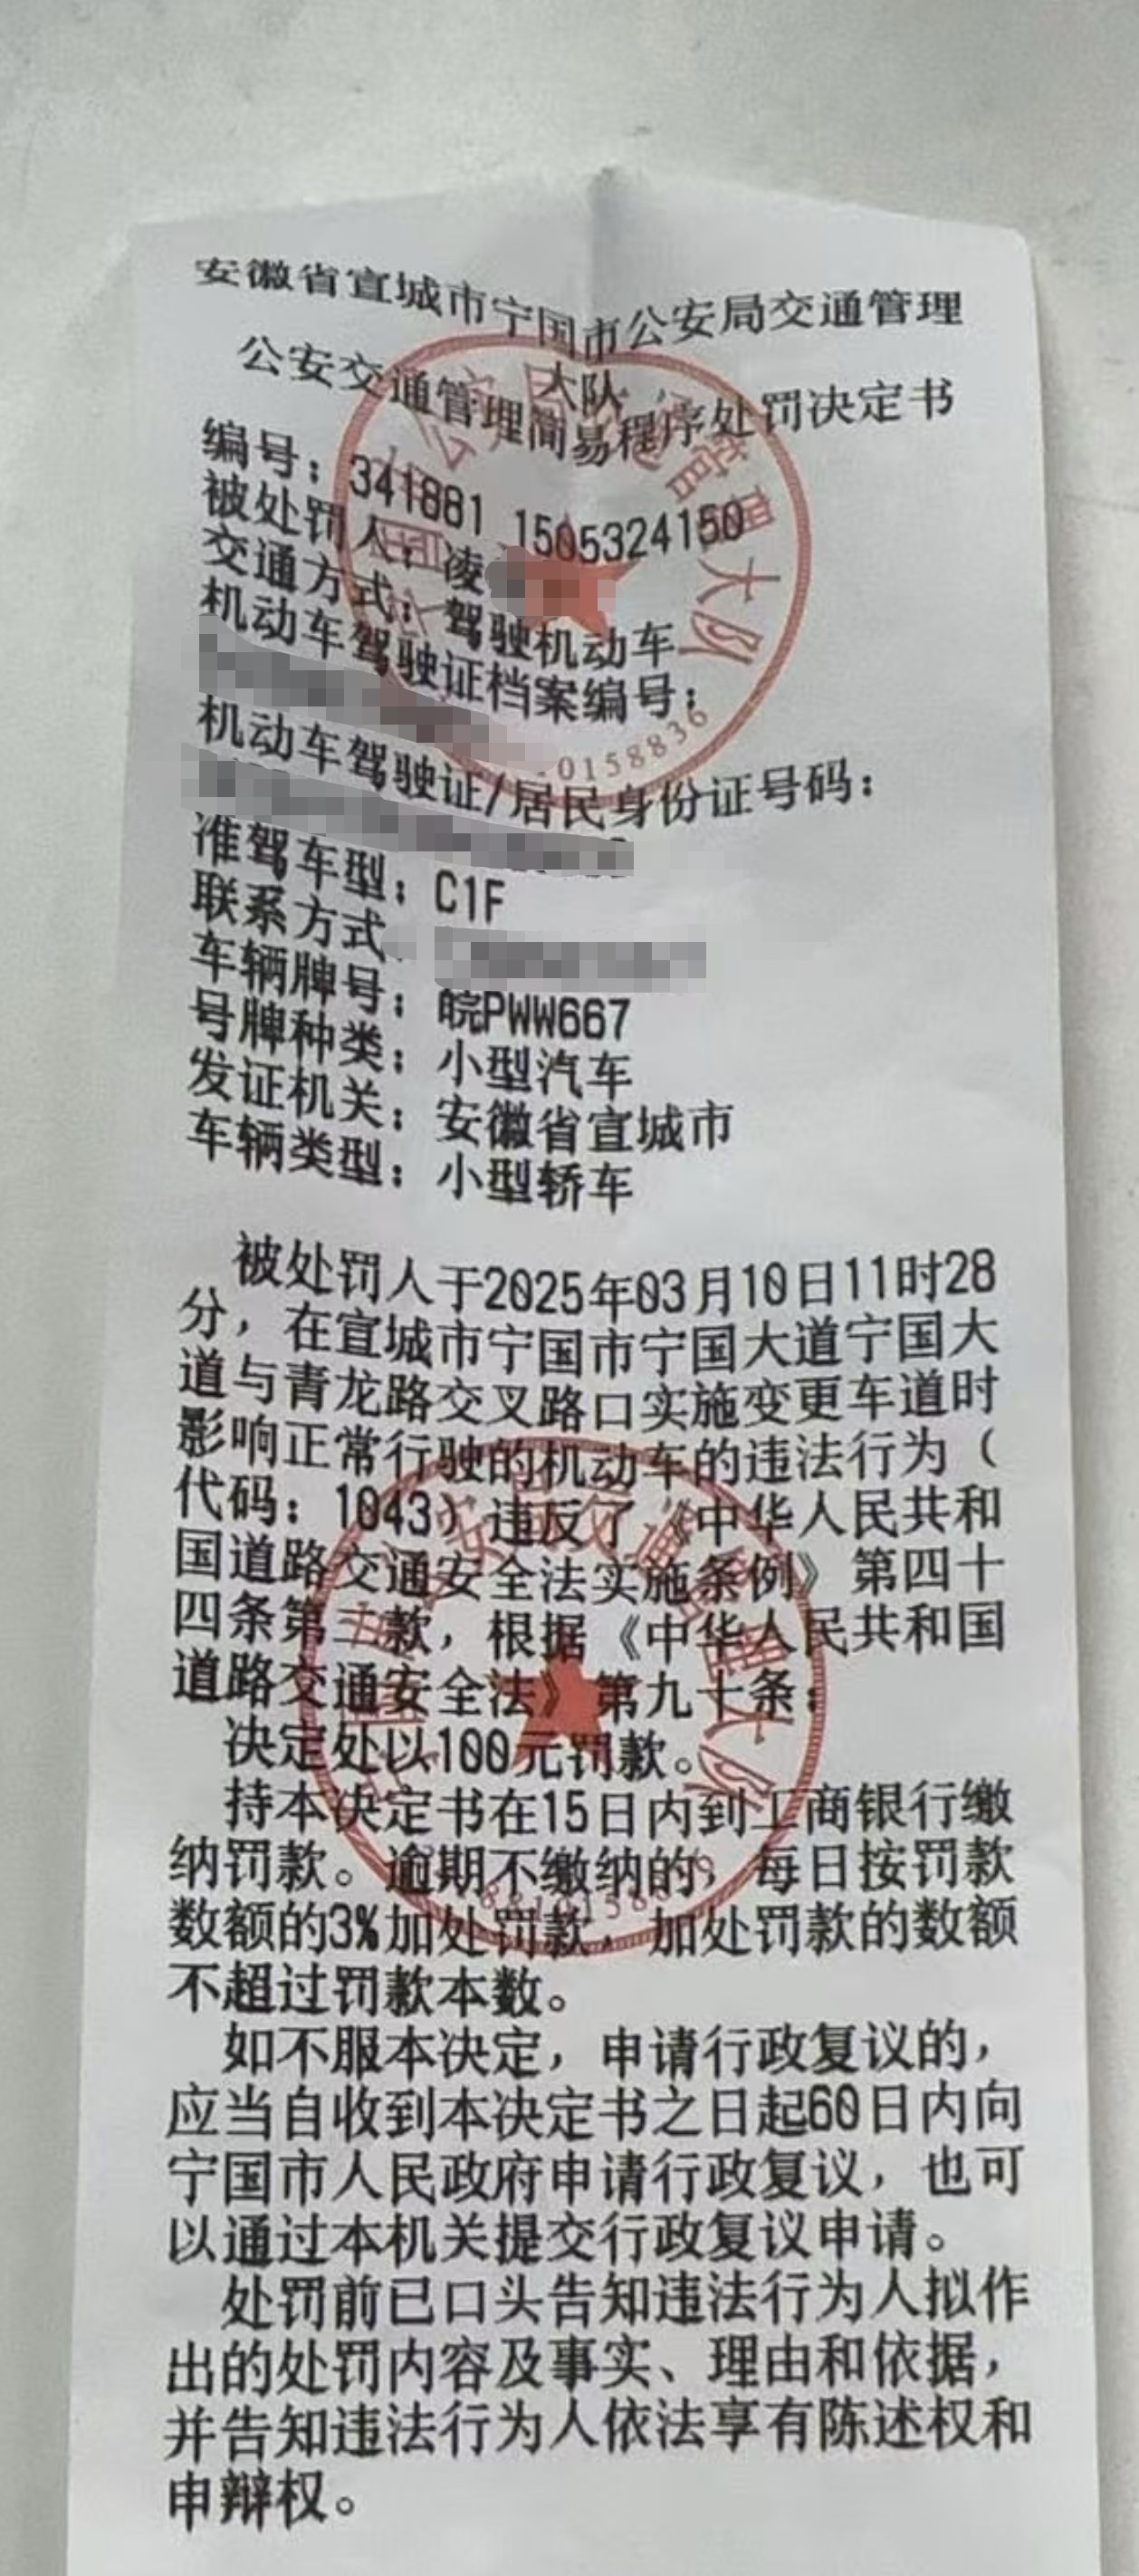 安徽省宣城市宁国市公安局交通管理
大队
公安交通管理简易程序处罚决定书
编号：341881 1505324150
被处罚人：凌
交通方式：驾驶机动车
机动车驾驶证档案编号：
机动车驾驶证/居民身份证号码：
准驾车型：C1F
联系方式
车辆牌号：皖PWW667
号牌种类：小型汽车
发证机关：安徽省宣城市
车辆类型：小型轿车
被处罚人于2025年03月10日11时28
分，在宣城市宁国市宁国大道宁国大
道与青龙路交叉路口实施变更车道时
影响正常行驶的机动车的违法行为（
代码：1043）违反了《中华人民共和
国道路交通安全法实施条例》第四十
四条第二款，根据《中华人民共和国
道路交通安全法》第九十条：
决定处以100元罚款。
持本决定书在15日内到工商银行缴
纳罚款。逾期不缴纳的，每日按罚款
数额的3%加处罚款，加处罚款的数额
不超过罚款本数。
如不服本决定，申请行政复议的，
应当自收到本决定书之日起60日内向
宁国市人民政府申请行政复议，也可
以通过本机关提交行政复议申请。
处罚前已口头告知违法行为人拟作
出的处罚内容及事实、理由和依据，
并告知违法行为人依法享有陈述权和
申辩权。